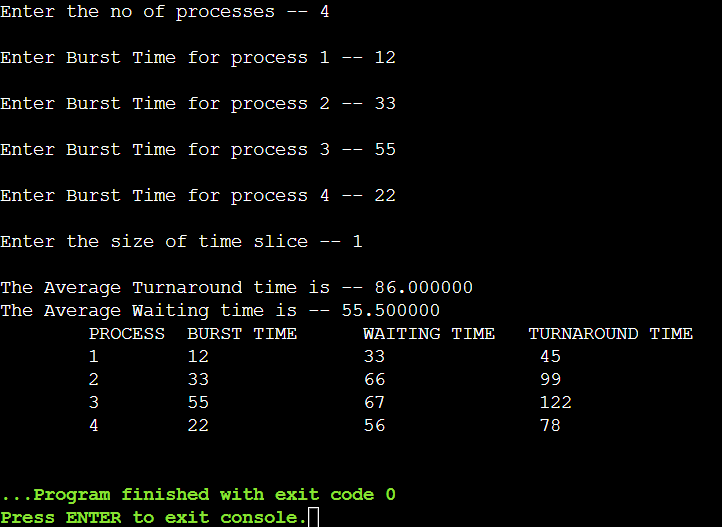 Enter the no of processes -- 4
Enter Burst Time for process 1 -- 12
Enter Burst Time for process 2 -- 33
Enter Burst Time for process 3 -- 55
Enter Burst Time for process 4 -- 22
Enter the size of time slice -- 1
The Average Turnaround time is -- 86.000000
The Average Waiting time is -- 55.500000
PROCESS BURST TIME WAITING TIME TURNAROUND TIME
1 12 33 45
2 33 66 99
3 55 67 122
4 22 56 78
...Program finished with exit code 0
Press ENTER to exit console.